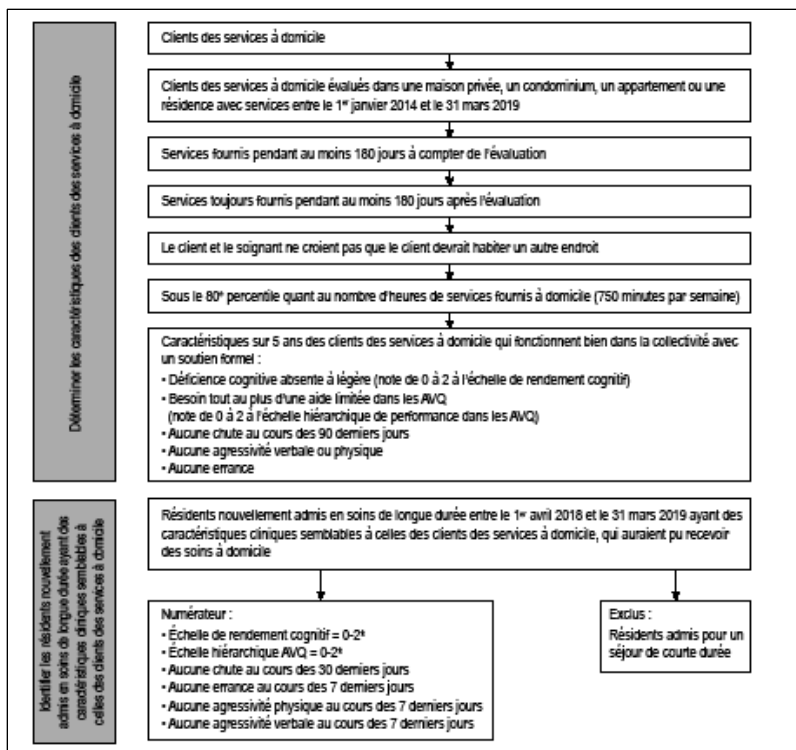 Déterminer les caractéristiques des clients des services à domicile
Clients des services à domicile
Clients des services à domicile évalués dans une maison privée, un condominium, un appartement ou une
résidence avec services entre le 1er janvier 2014 et le 31 mars 2019
Services fournis pendant au moins 180 jours à compter de l'évaluation
Services toujours fournis pendant au moins 180 jours après l'évaluation
Le client et le soignant ne croient pas que le client devrait habiter un autre endroit
Sous le 80e percentile quant au nombre d'heures de services fournis à domicile (750 minutes par semaine)
Caractéristiques sur 5 ans des clients des services à domicile qui fonctionnent bien dans la collectivité avec
un soutien formel :
• Déficience cognitive absente à légère (note de 0 à 2 à l'échelle de rendement cognitif)
• Besoin tout au plus d'une aide limitée dans les AVQ
(note de 0 à 2 à l'échelle hiérarchique de performance dans les AVQ)
• Aucune chute au cours des 90 derniers jours
• Aucune agressivité verbale ou physique
• Aucune errance
Identifier les résidents nouvellement
admis en soins de longue durée ayant des
caractéristiques cliniques semblables à
celles des clients des services à domicile
Résidents nouvellement admis en soins de longue durée entre le 1er avril 2018 et le 31 mars 2019 ayant des
caractéristiques cliniques semblables à celles des clients des services à domicile, qui auraient pu recevoir
des soins à domicile
Numérateur :
• Échelle de rendement cognitif = 0-2*
• Échelle hiérarchique AVQ = 0-2*
• Aucune chute au cours des 30 derniers jours
• Aucune errance au cours des 7 derniers jours
• Aucune agressivité physique au cours des 7 derniers jours
• Aucune agressivité verbale au cours des 7 derniers jours
Exclus :
Résidents admis pour un
séjour de courte durée